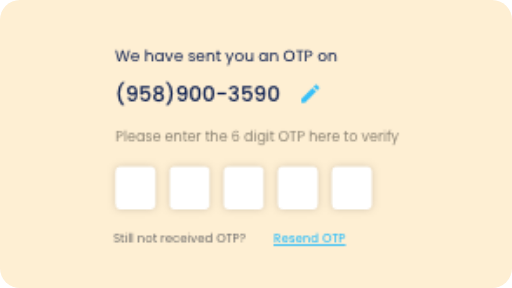 We have sent you an OTP on
(958)900-3590
Please enter the 6 digit OTP here to verify
Still not received OTP? Resend OTP